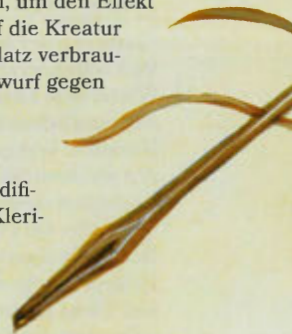 um den Effekt
f die Kreatur
latz verbrau-
wurf gegen
difi-
Kleri-